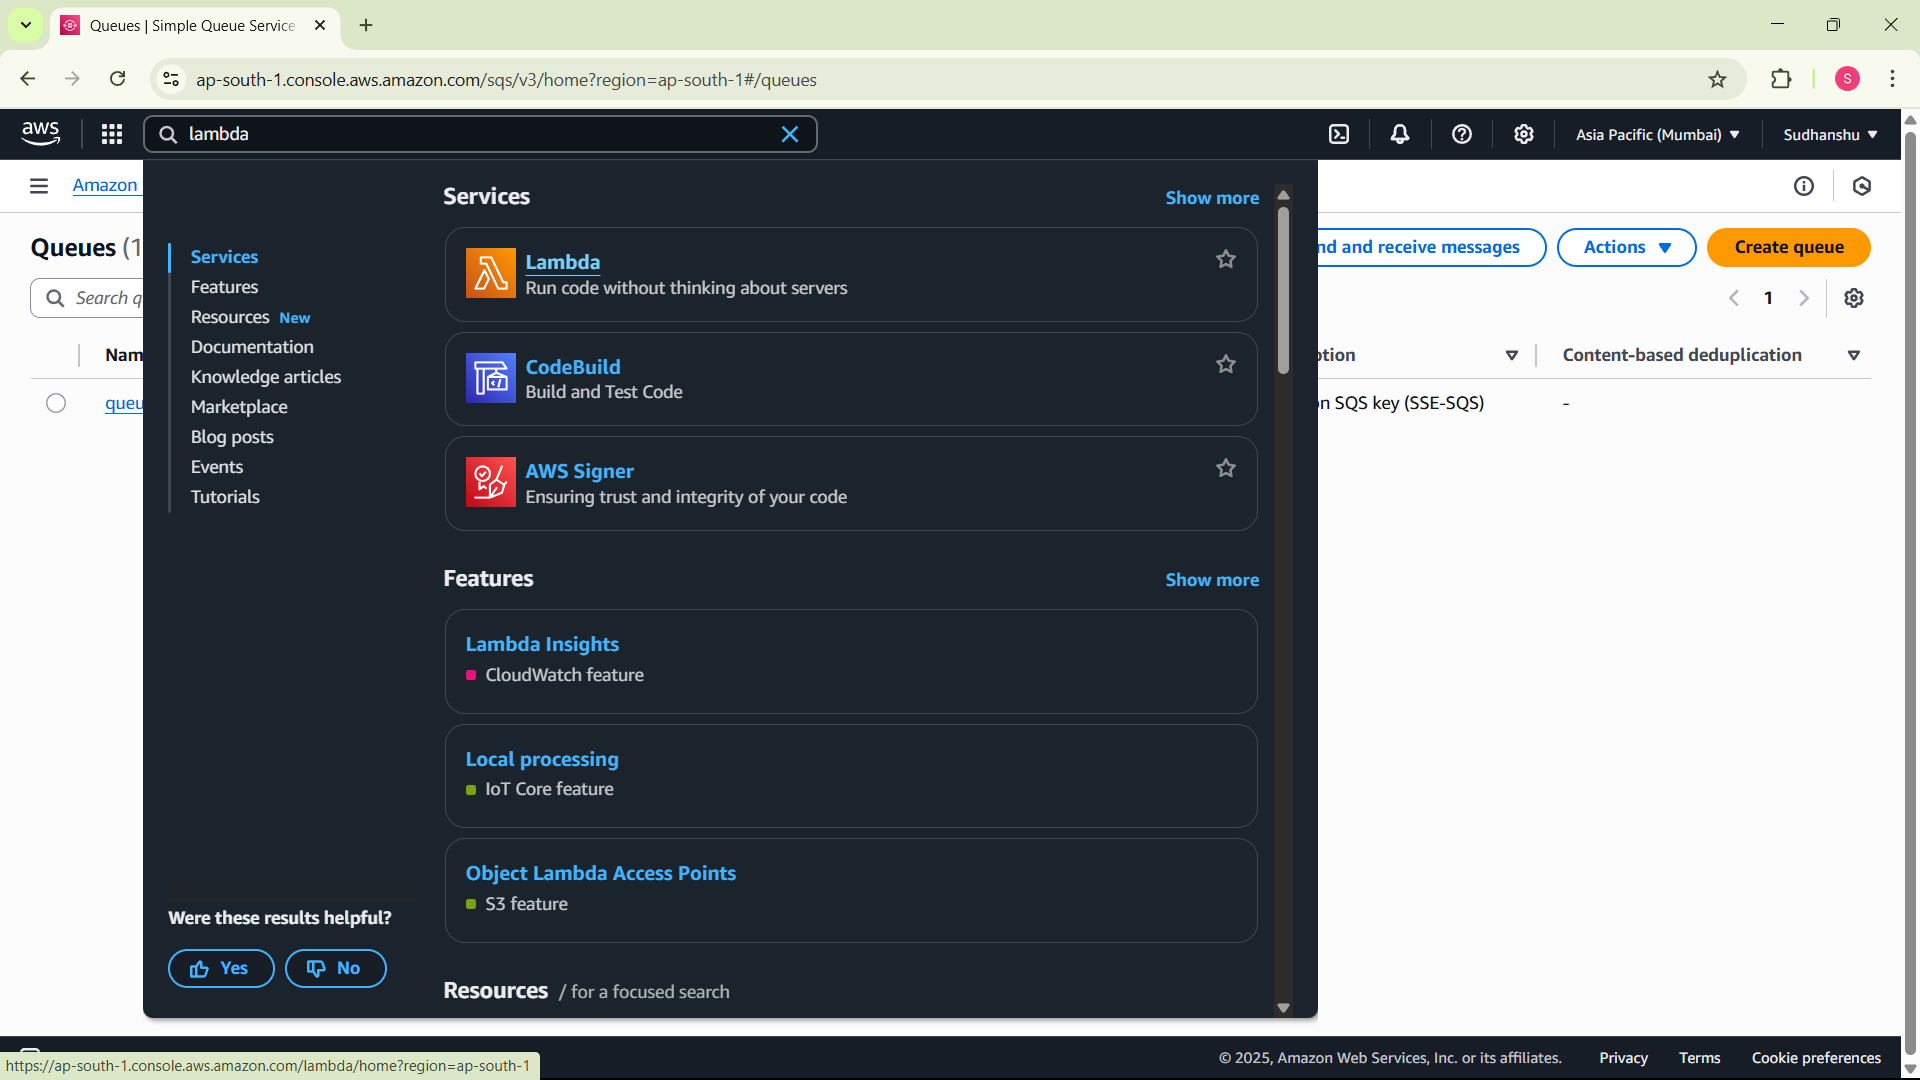 Queues | Simple Queue Service
ap-south-1.console.aws.amazon.com/sqs/v3/home?region=ap-south-1#/queues
S
aws
lambda
Asia Pacific (Mumbai)
Sudhanshu
Amazon
Queues (1
Search q
Nam
queu
Services
Features
Resources New
Documentation
Knowledge articles
Marketplace
Blog posts
Events
Tutorials
Were these results helpful?
Yes
No
Services
Show more
Lambda
Run code without thinking about servers
CodeBuild
Build and Test Code
AWS Signer
Ensuring trust and integrity of your code
Features
Show more
Lambda Insights
CloudWatch feature
Local processing
IoT Core feature
Object Lambda Access Points
S3 feature
Resources / for a focused search
nd and receive messages
Actions
Create queue
1
ption
Content-based deduplication
n SQS key (SSE-SQS)
-
© 2025, Amazon Web Services, Inc. or its affiliates.
Privacy
Terms
Cookie preferences
https://ap-south-1.console.aws.amazon.com/lambda/home?region=ap-south-1